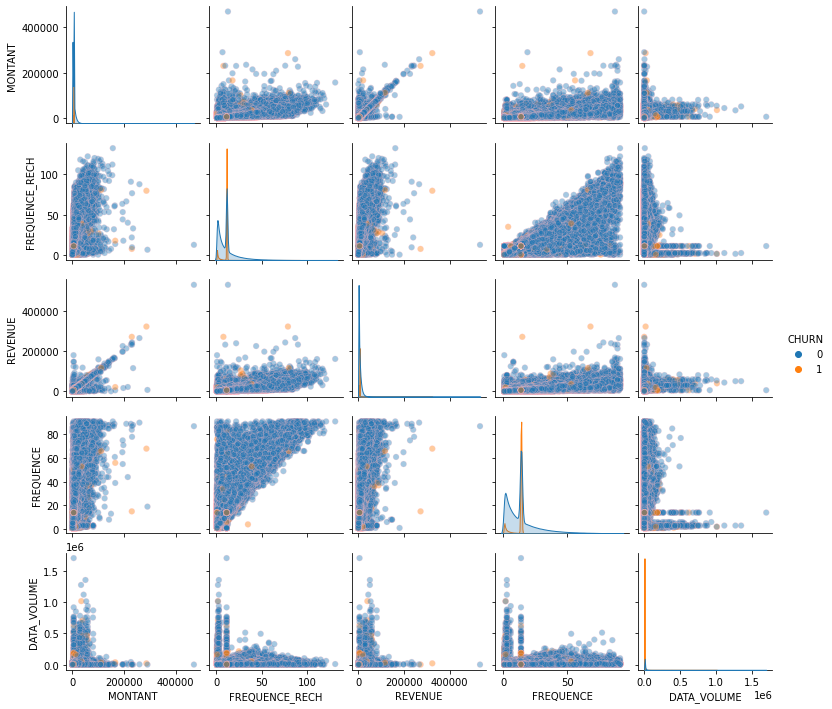 400000
200000
0
MONTANT
100
50
0
FREQUENCE_RECH
400000
200000
0
REVENUE
CHURN
0
1
80
60
40
20
0
FREQUENCE
1e6
1.5
1.0
0.5
0.0
DATA_VOLUME
0 200000 400000 0 50 100 0 200000 400000 0 50 0.0 0.5 1.0 1.5
1e6
MONTANT FREQUENCE_RECH REVENUE FREQUENCE DATA_VOLUME